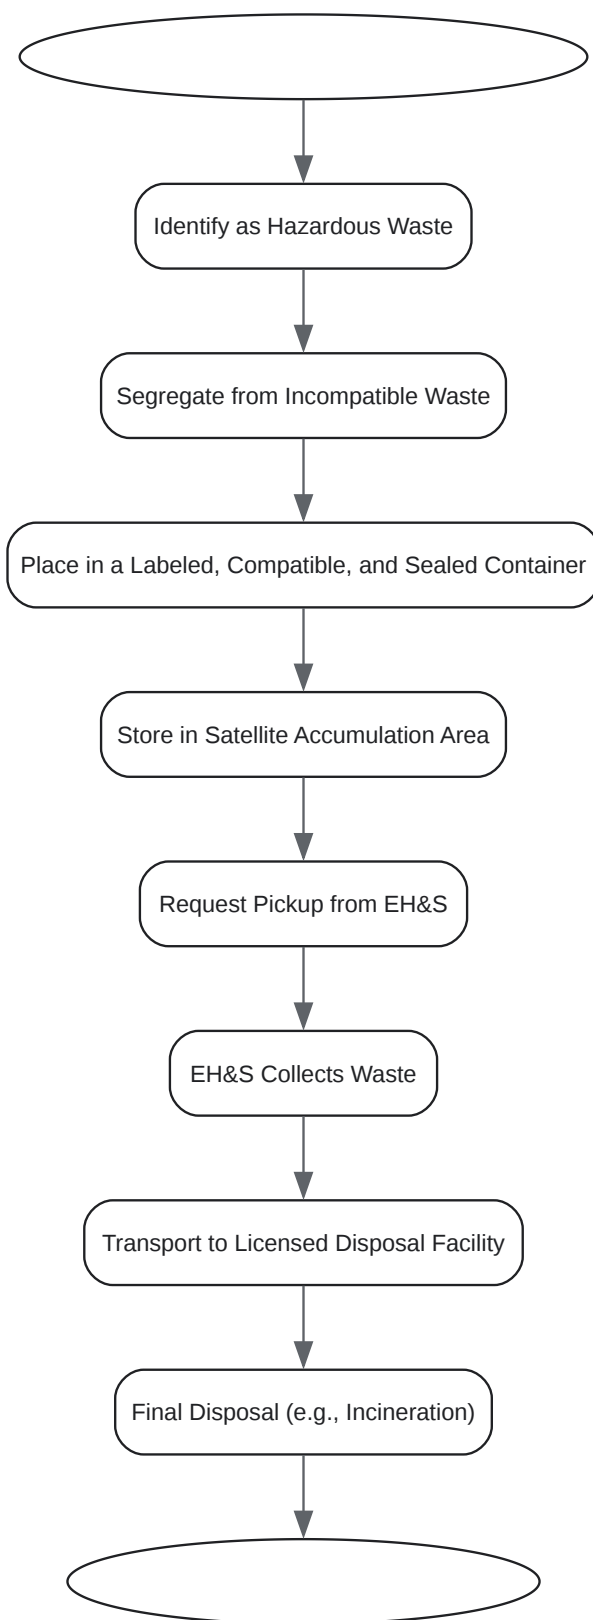 Identify as Hazardous Waste
Segregate from Incompatible Waste
Place in a Labeled, Compatible, and Sealed Container
Store in Satellite Accumulation Area
Request Pickup from EH&S
EH&S Collects Waste
Transport to Licensed Disposal Facility
Final Disposal (e.g., Incineration)